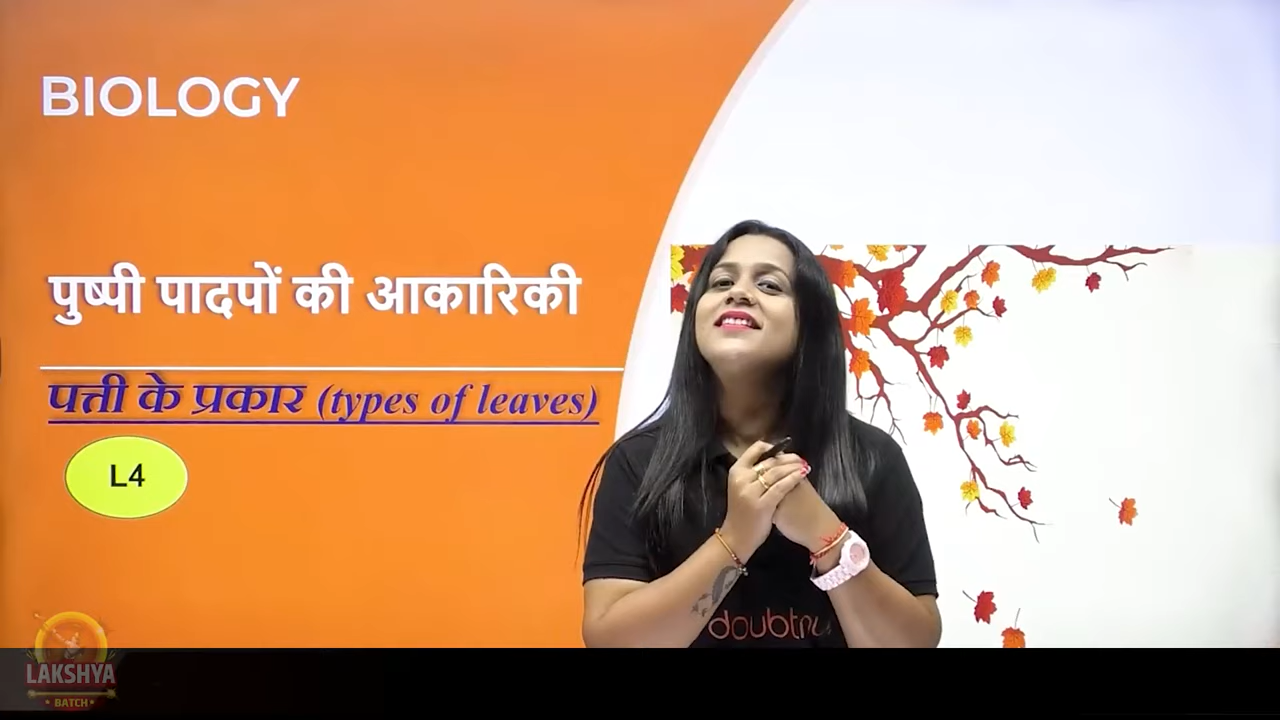 BIOLOGY
पुष्पी पादपों की आकारिकी
पत्ती के प्रकार (types of leaves)
L4
doubtnu
LAKSHYA
BATCH